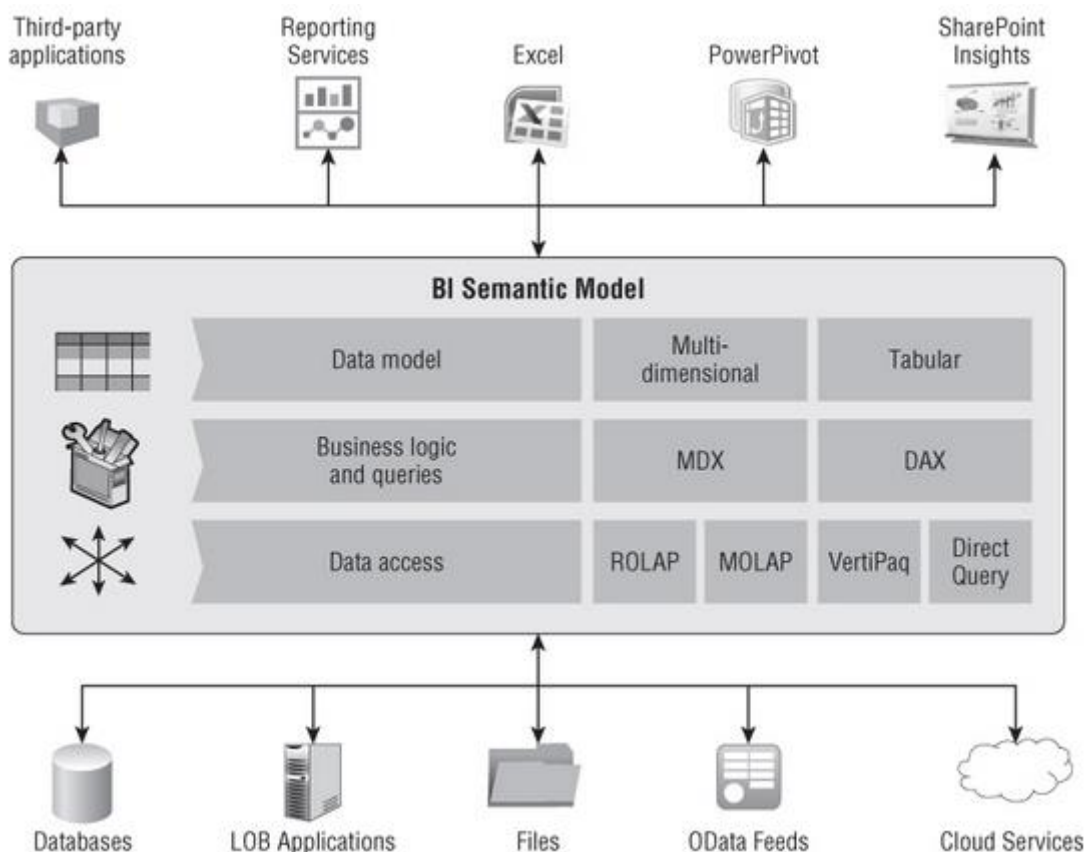 Third-party
applications
Reporting
Services
Excel
PowerPivot
SharePoint
Insights
BI Semantic Model
Data model
Multi-
dimensional
Tabular
Business logic
and queries
MDX
DAX
Data access
ROLAP
MOLAP
VertiPaq
Direct
Query
Databases
LOB Applications
Files
OData Feeds
Cloud Services